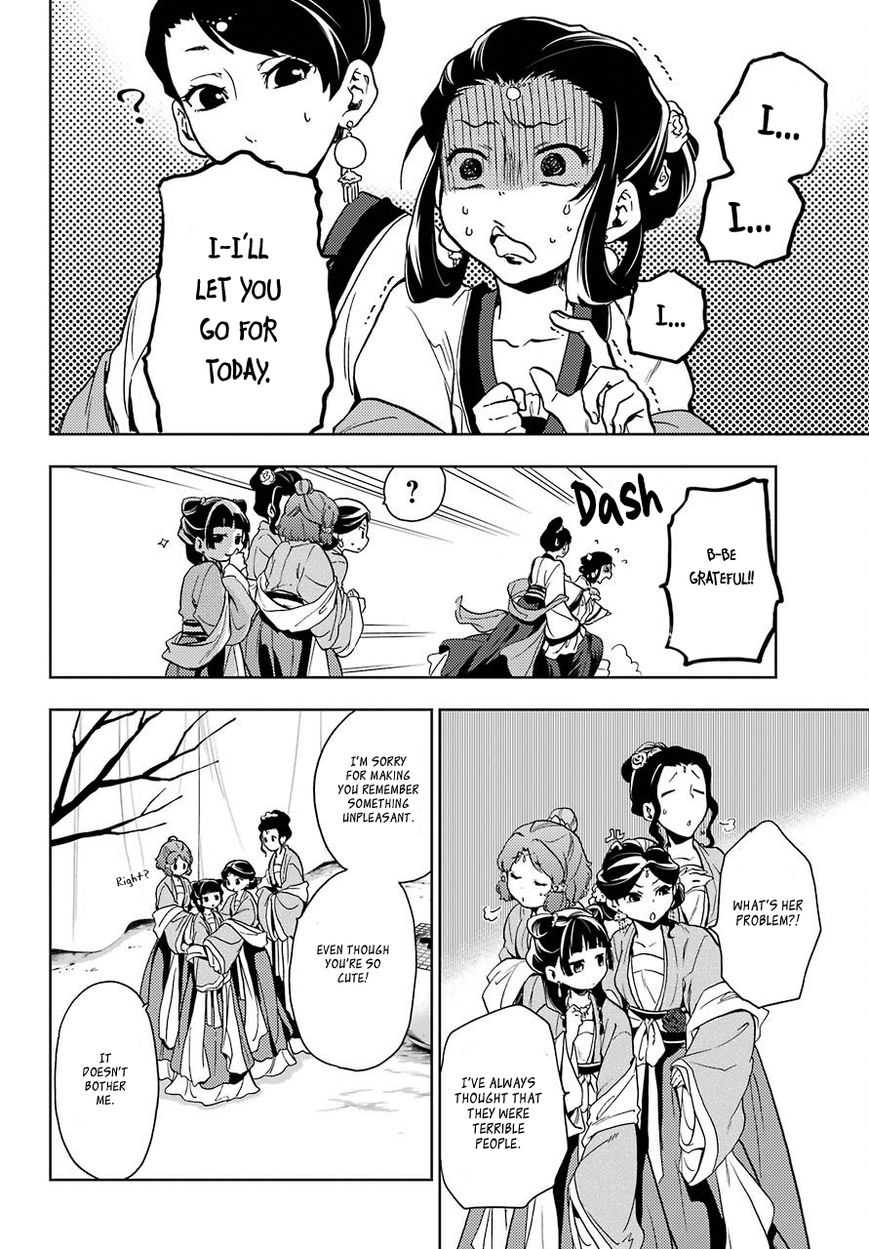 I...
I...
I...
?
I-I'LL
LET YOU
GO FOR
TODAY.
B-BE
GRATEFUL!!
Dash
?
WHAT'S HER
PROBLEM?!
I'VE ALWAYS
THOUGHT THAT
THEY WERE
TERRIBLE
PEOPLE.
I'M SORRY
FOR MAKING
YOU REMEMBER
SOMETHING
UNPLEASANT.
EVEN THOUGH
YOU'RE SO
CUTE!
Right?
IT
DOESN'T
BOTHER
ME.